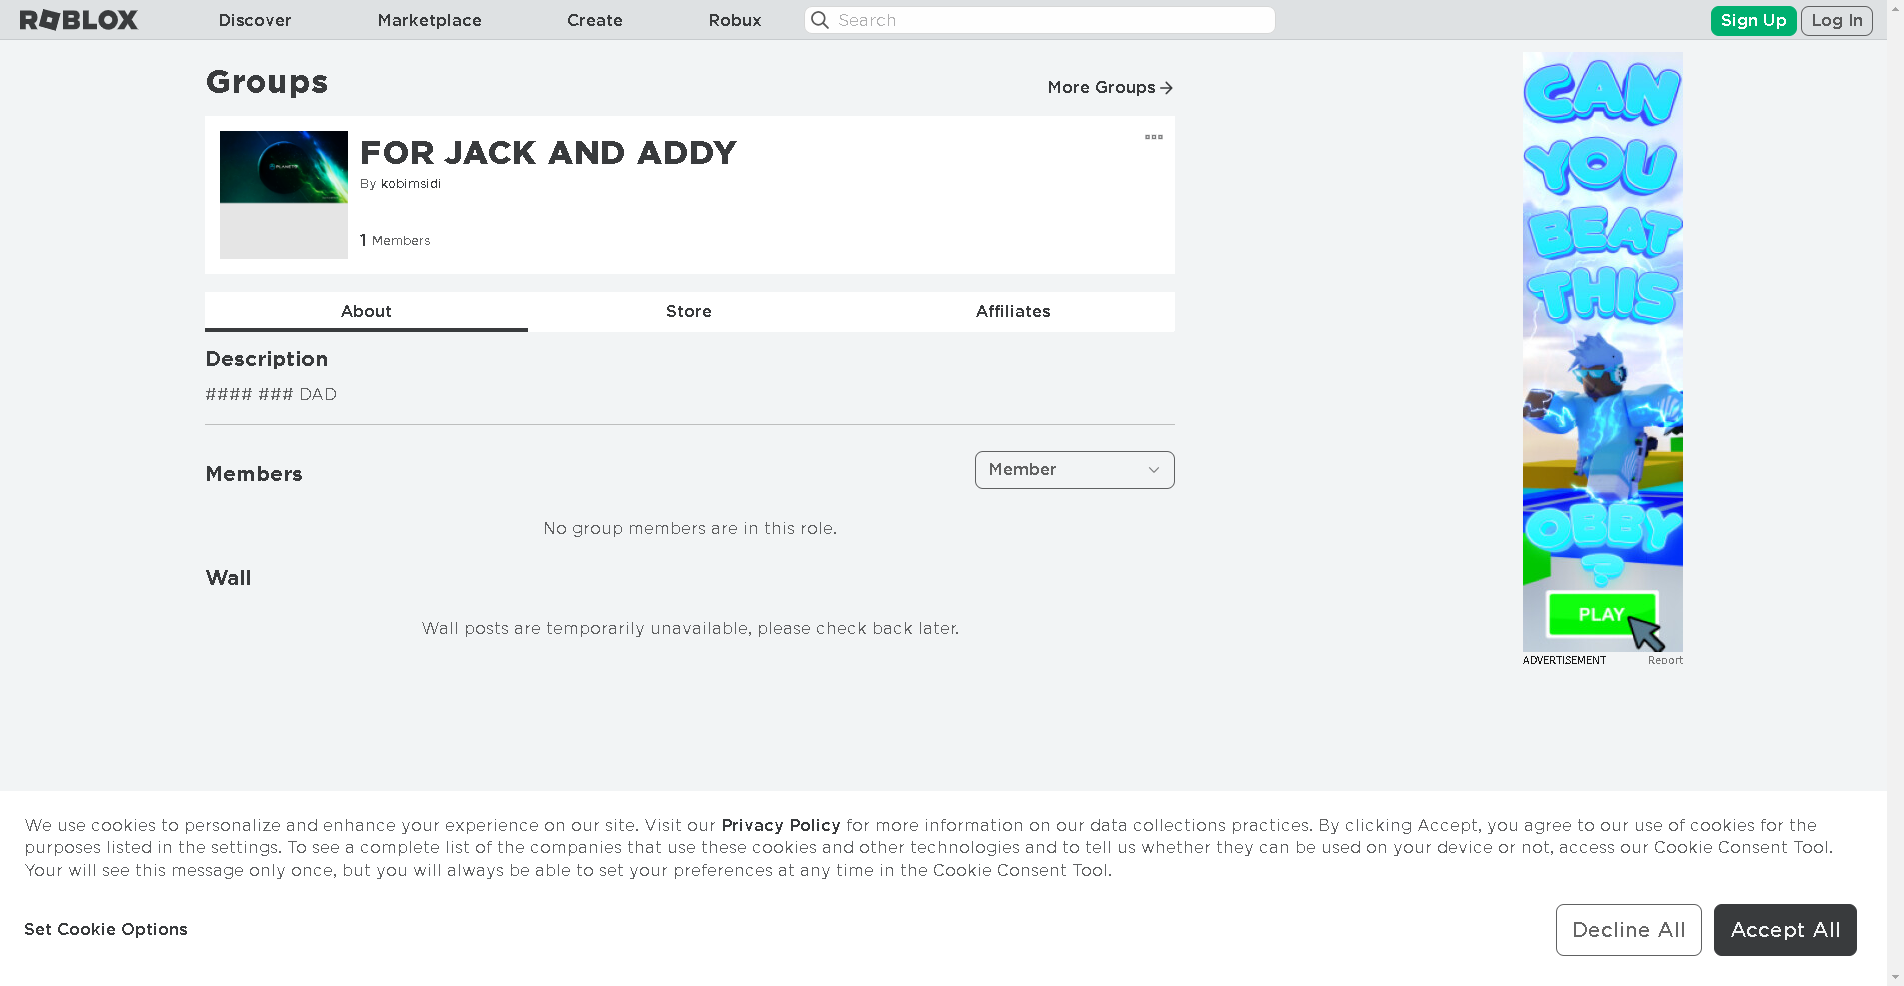 ROBLOX Discover Marketplace Create Robux Search Sign Up Log In
Groups
More Groups
FOR JACK AND ADDY
By kobimsidi
1 Members
About Store Affiliates
Description
#### ### DAD
Members
Member
No group members are in this role.
Wall
Wall posts are temporarily unavailable, please check back later.
CAN
YOU
BEAT
THIS
OBBY
?
PLAY
ADVERTISEMENT Report
We use cookies to personalize and enhance your experience on our site. Visit our Privacy Policy for more information on our data collections practices. By clicking Accept, you agree to our use of cookies for the
purposes listed in the settings. To see a complete list of the companies that use these cookies and other technologies and to tell us whether they can be used on your device or not, access our Cookie Consent Tool.
Your will see this message only once, but you will always be able to set your preferences at any time in the Cookie Consent Tool.
Set Cookie Options
Decline All Accept All